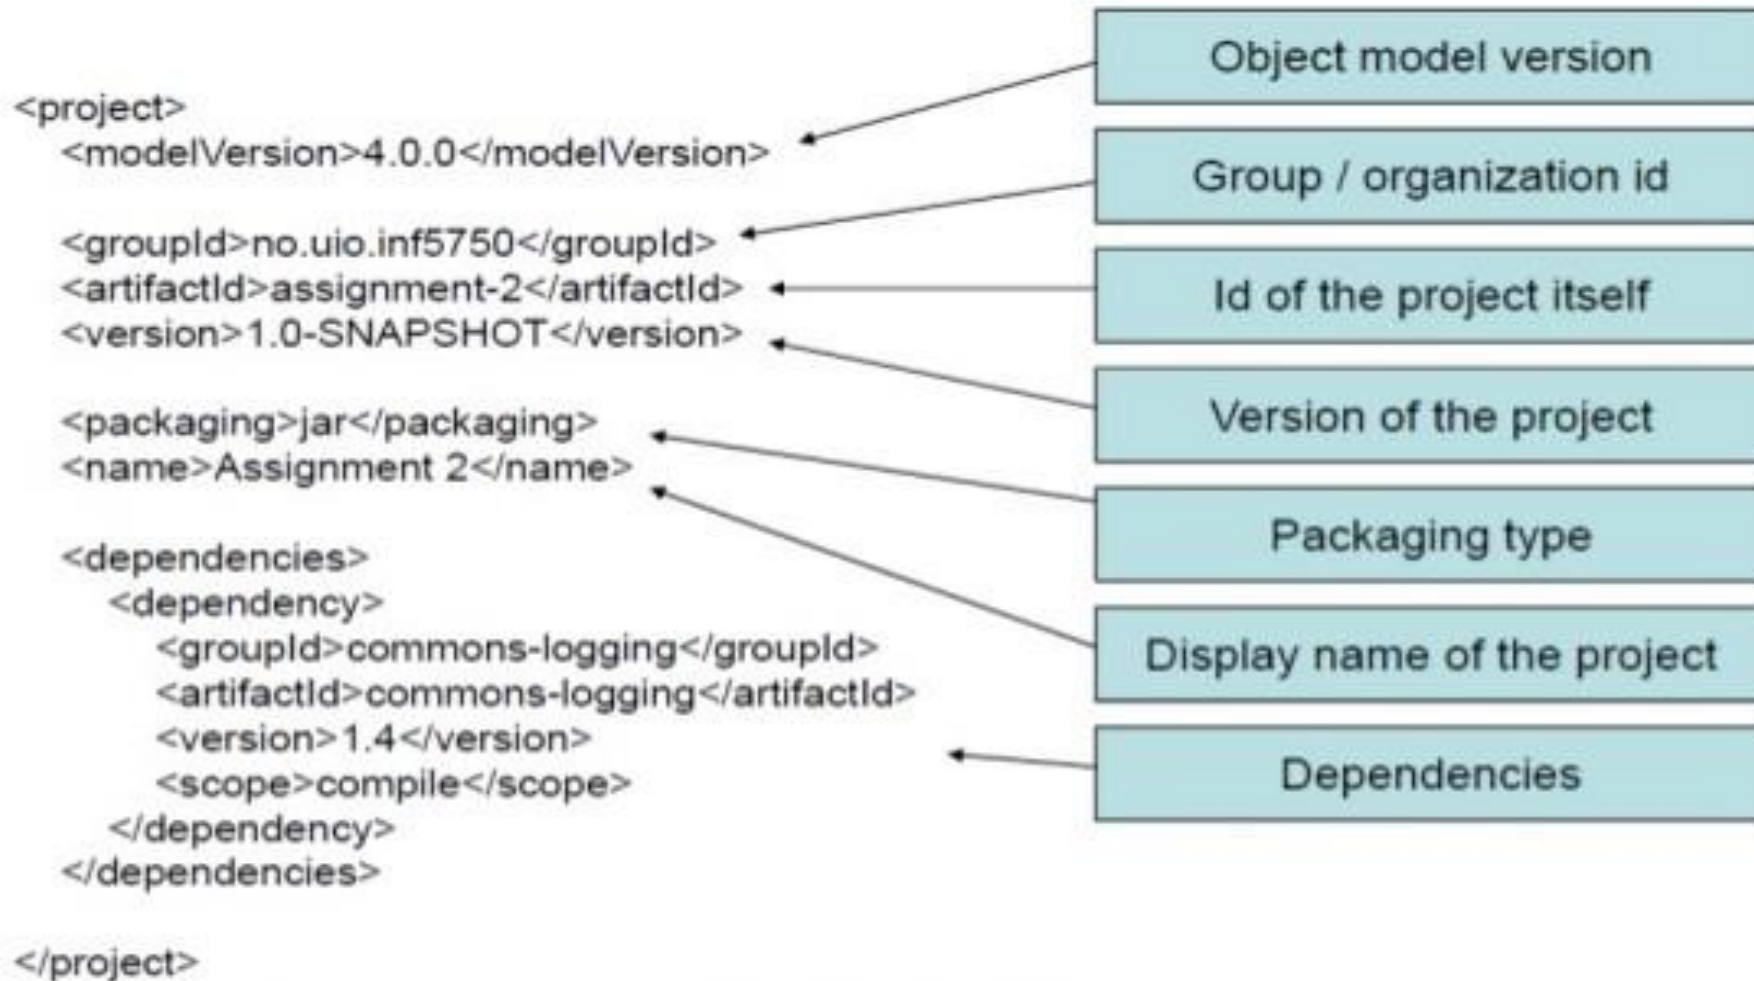 <project>
<modelVersion>4.0.0</modelVersion>
<groupId>no.uio.inf5750</groupId>
<artifactId>assignment-2</artifactId>
<version>1.0-SNAPSHOT</version>
<packaging>jar</packaging>
<name>Assignment 2</name>
<dependencies>
<dependency>
<groupId>commons-logging</groupId>
<artifactId>commons-logging</artifactId>
<version>1.4</version>
<scope>compile</scope>
</dependency>
</dependencies>
</project>
Object model version
Group / organization id
Id of the project itself
Version of the project
Packaging type
Display name of the project
Dependencies